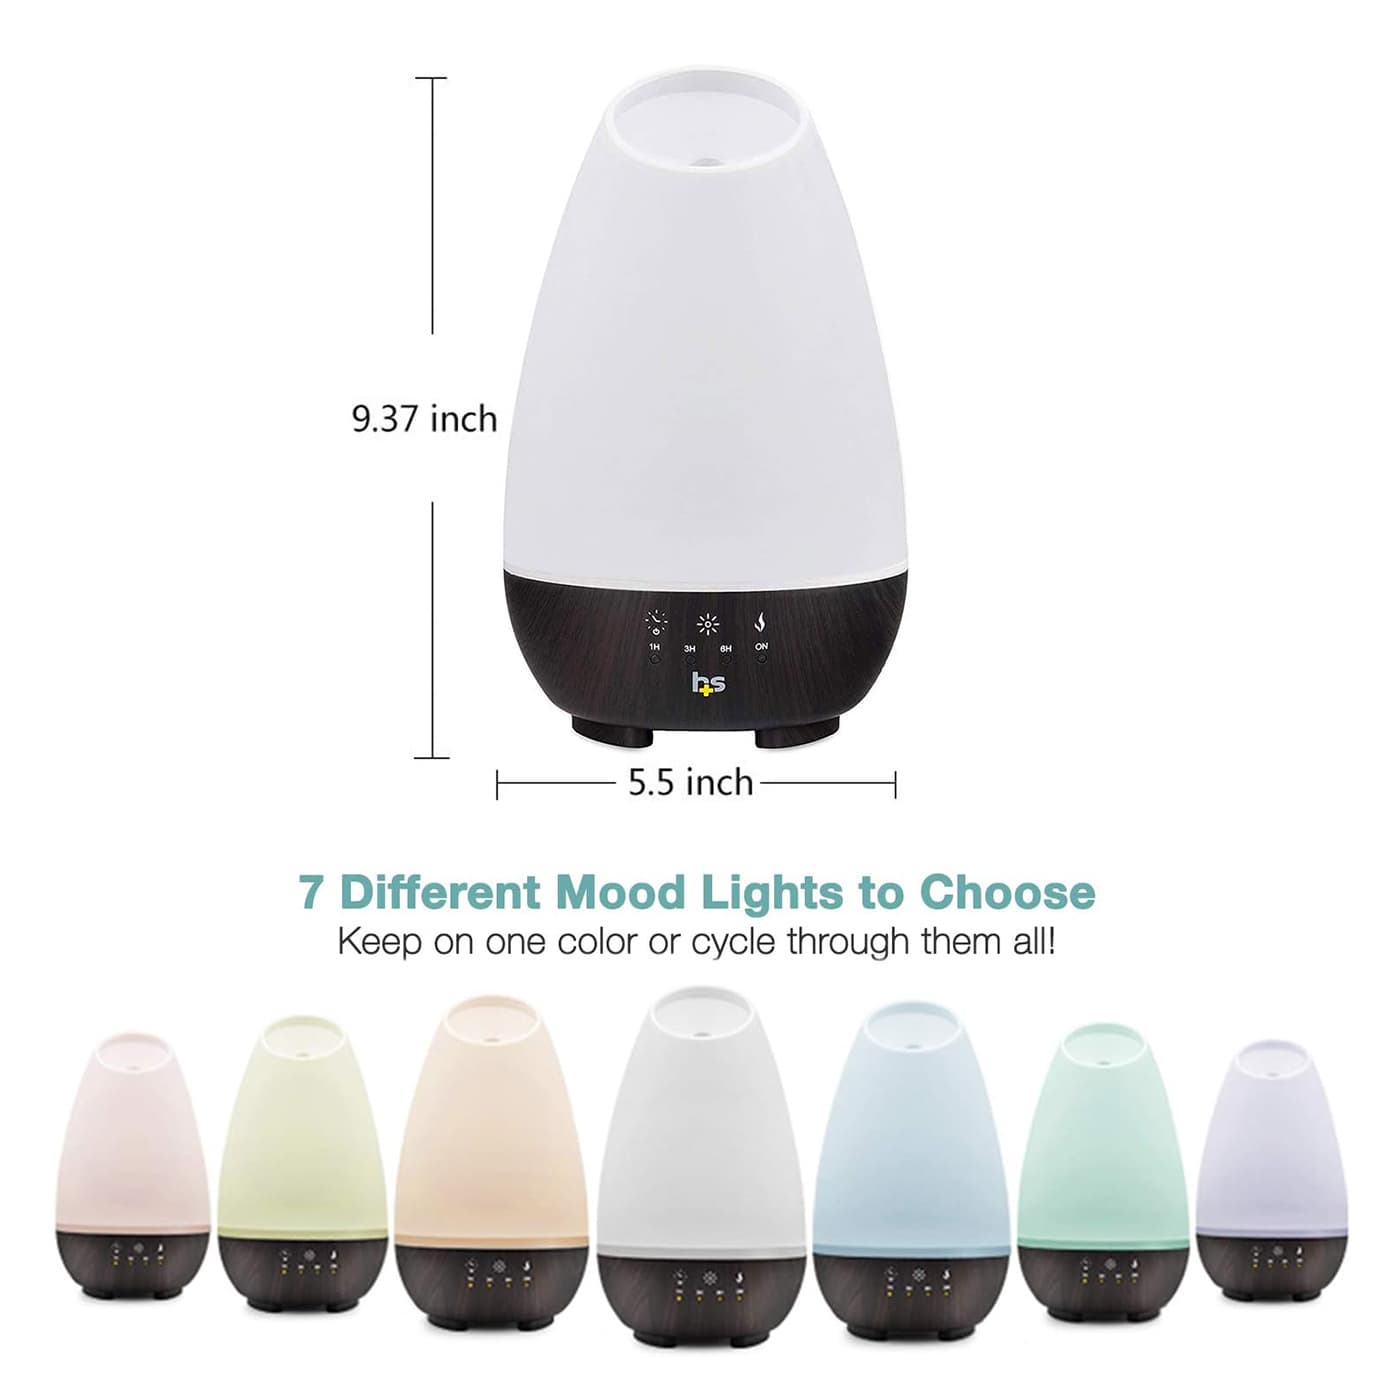 9.37 inch
1H 3H 6H ON
hs
5.5 inch
7 Different Mood Lights to Choose
Keep on one color or cycle through them all!